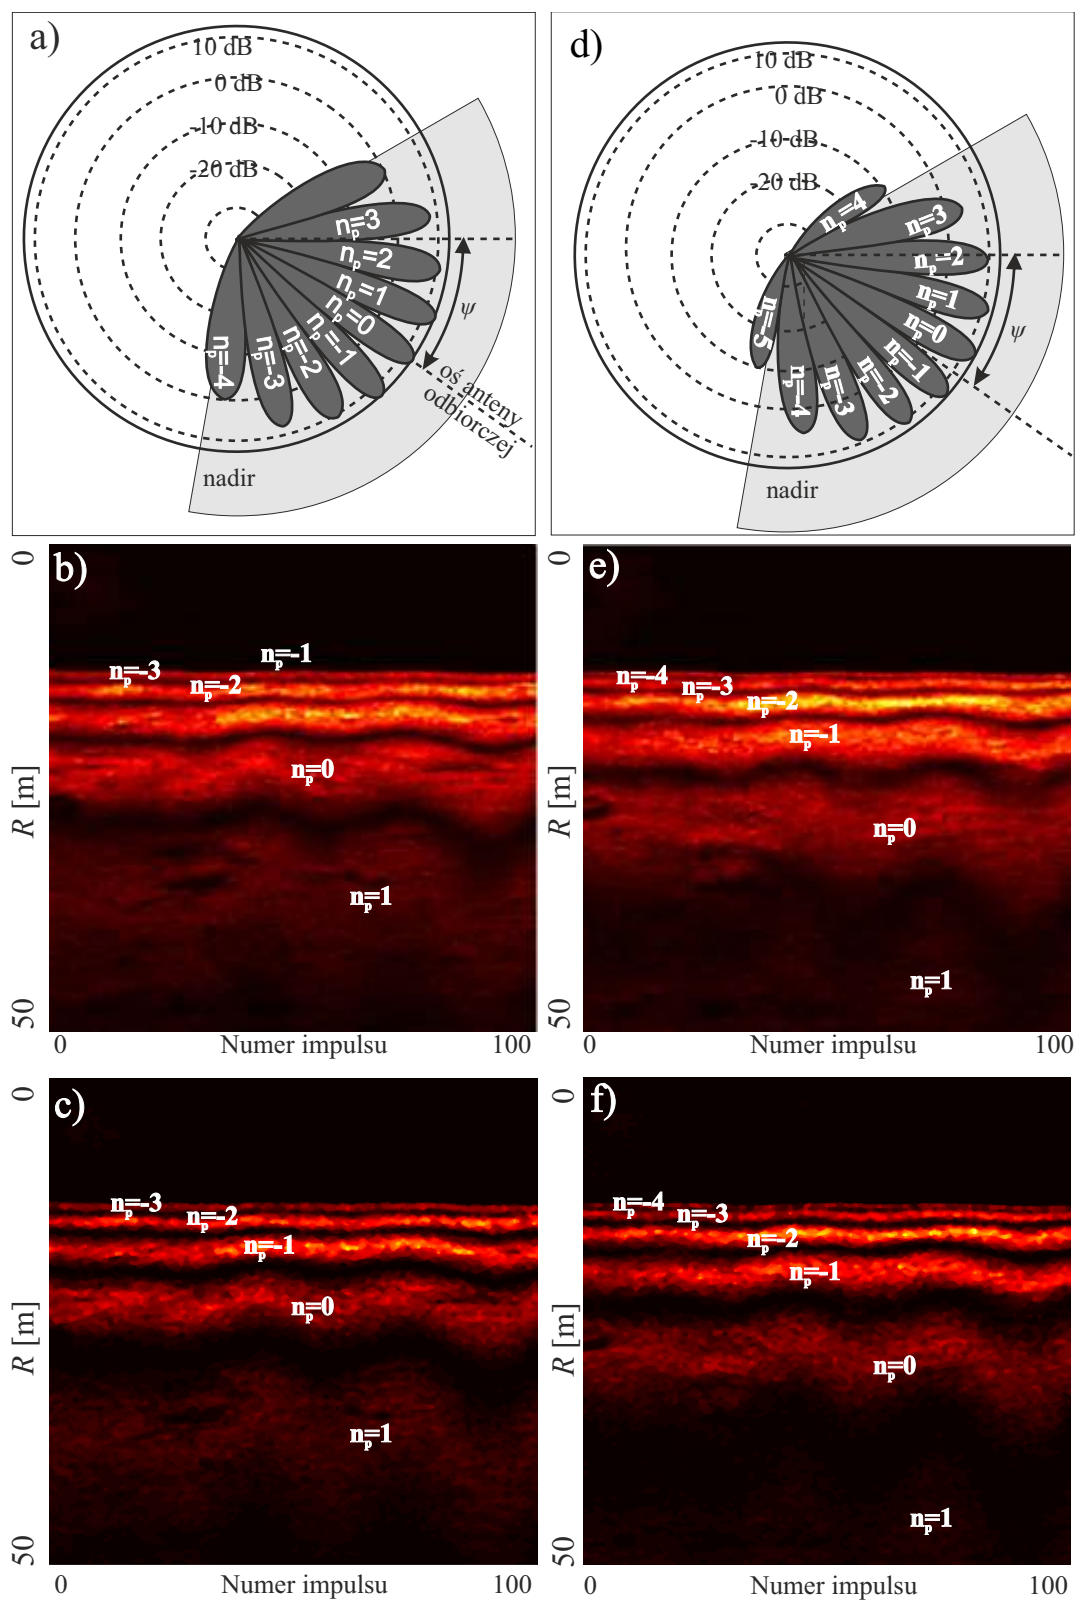 a)
10 dB
0 dB
-10 dB
-20 dB
nₚ=3
nₚ=2
nₚ=1
nₚ=0
nₚ=-1
nₚ=-2
nₚ=-3
nₚ=-4
ψ
oś anteny
odbiorczej
nadir
d)
10 dB
0 dB
-10 dB
-20 dB
nₚ=4
nₚ=3
nₚ=2
nₚ=1
nₚ=0
nₚ=-1
nₚ=-2
nₚ=-3
nₚ=-4
nₚ=-5
ψ
nadir
b)
0
nₚ=-1
nₚ=-3
nₚ=-2
nₚ=0
nₚ=1
R [m]
50
0
Numer impulsu
100
e)
0
nₚ=-4
nₚ=-3
nₚ=-2
nₚ=-1
nₚ=0
nₚ=1
R [m]
50
0
Numer impulsu
100
c)
0
nₚ=-3
nₚ=-2
nₚ=-1
nₚ=0
nₚ=1
R [m]
50
0
Numer impulsu
100
f)
0
nₚ=-4
nₚ=-3
nₚ=-2
nₚ=-1
nₚ=0
nₚ=1
R [m]
50
0
Numer impulsu
100